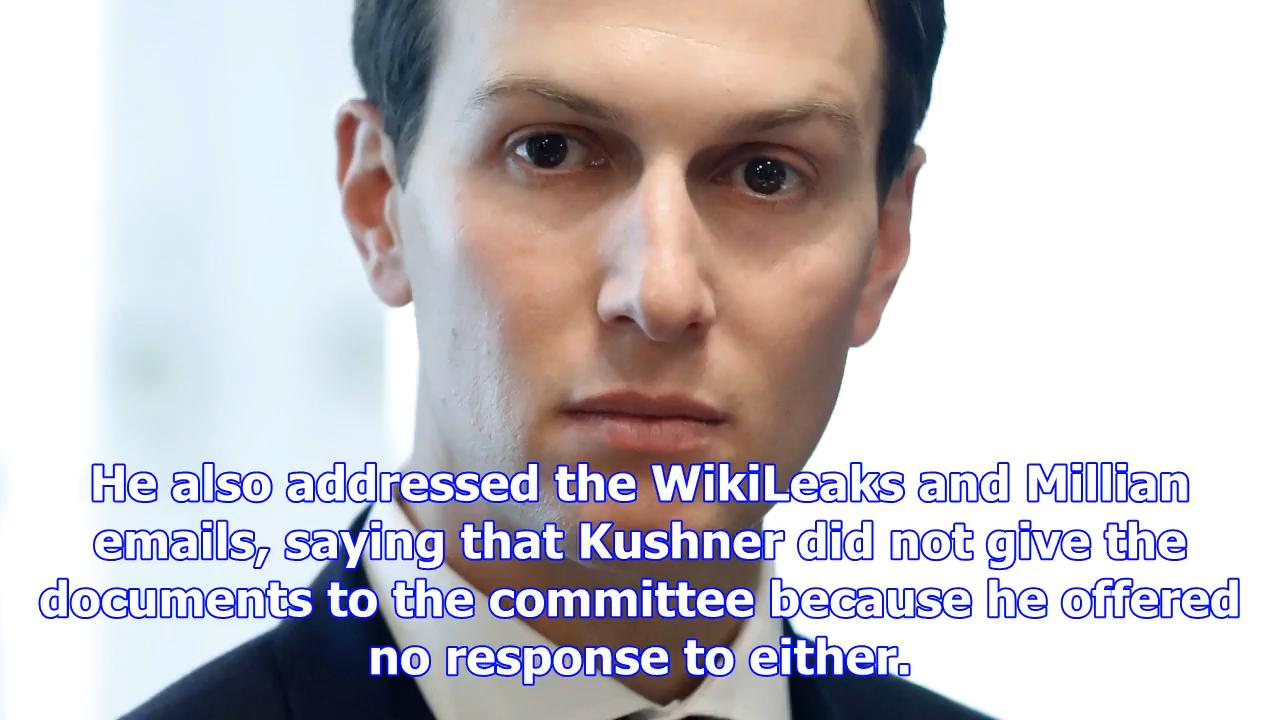 He also addressed the WikiLeaks and Millian
emails, saying that Kushner did not give the
documents to the committee because he offered
no response to either.